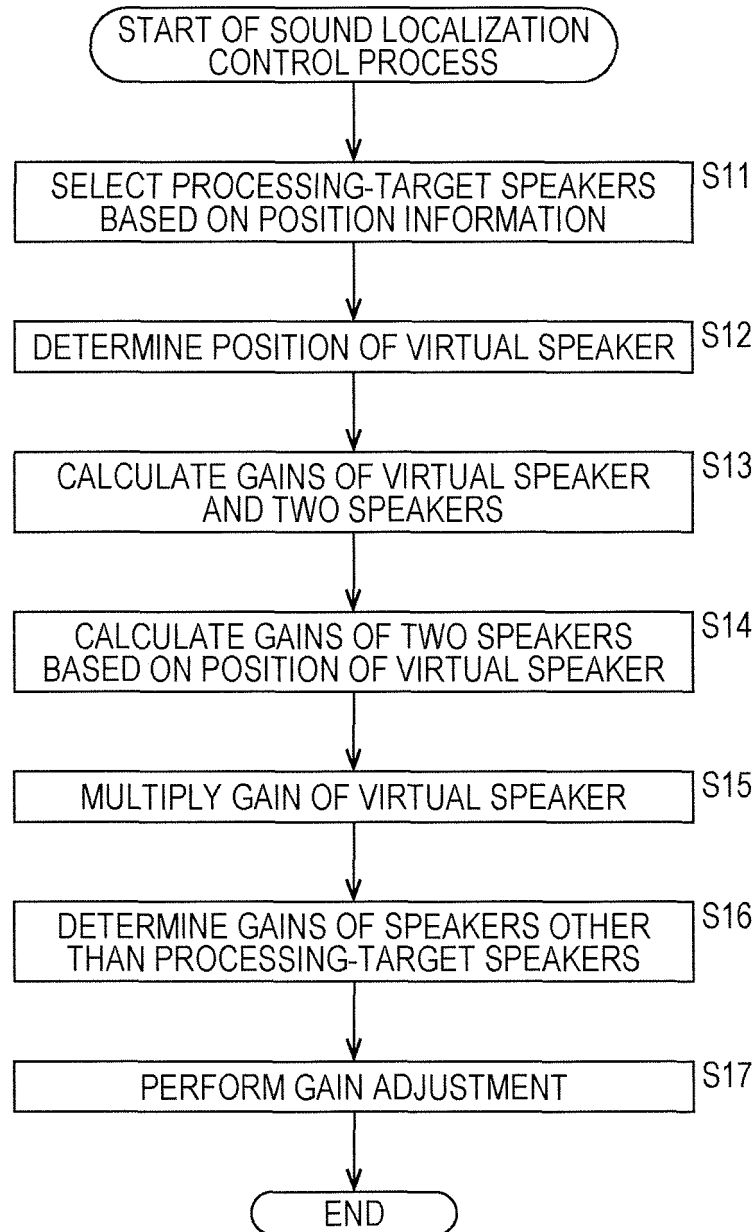 START OF SOUND LOCALIZATION
CONTROL PROCESS
S11
SELECT PROCESSING-TARGET SPEAKERS
BASED ON POSITION INFORMATION
S12
DETERMINE POSITION OF VIRTUAL SPEAKER
S13
CALCULATE GAINS OF VIRTUAL SPEAKER
AND TWO SPEAKERS
S14
CALCULATE GAINS OF TWO SPEAKERS
BASED ON POSITION OF VIRTUAL SPEAKER
S15
MULTIPLY GAIN OF VIRTUAL SPEAKER
S16
DETERMINE GAINS OF SPEAKERS OTHER
THAN PROCESSING-TARGET SPEAKERS
S17
PERFORM GAIN ADJUSTMENT
END